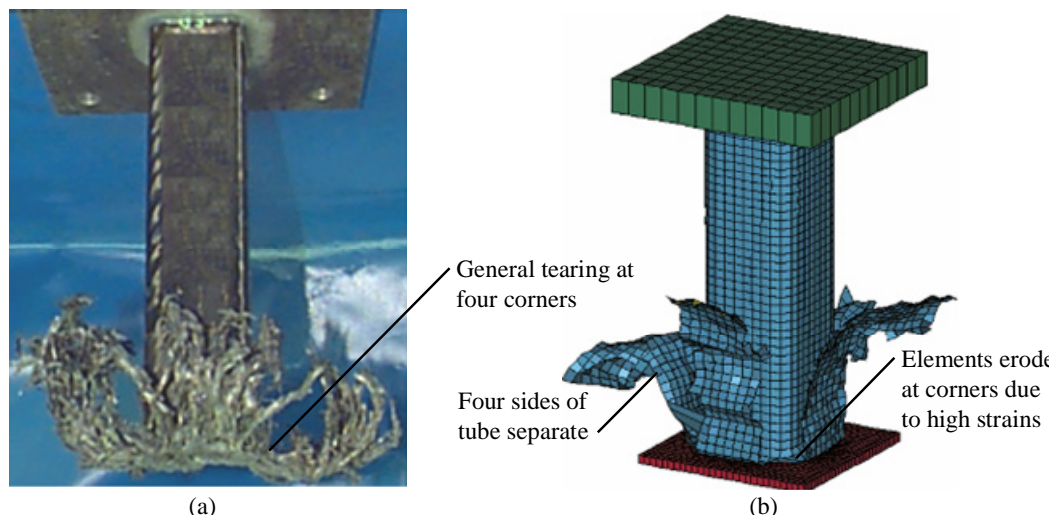 General tearing at
four corners
Four sides of
tube separate
Elements erode
at corners due
to high strains
(a)
(b)